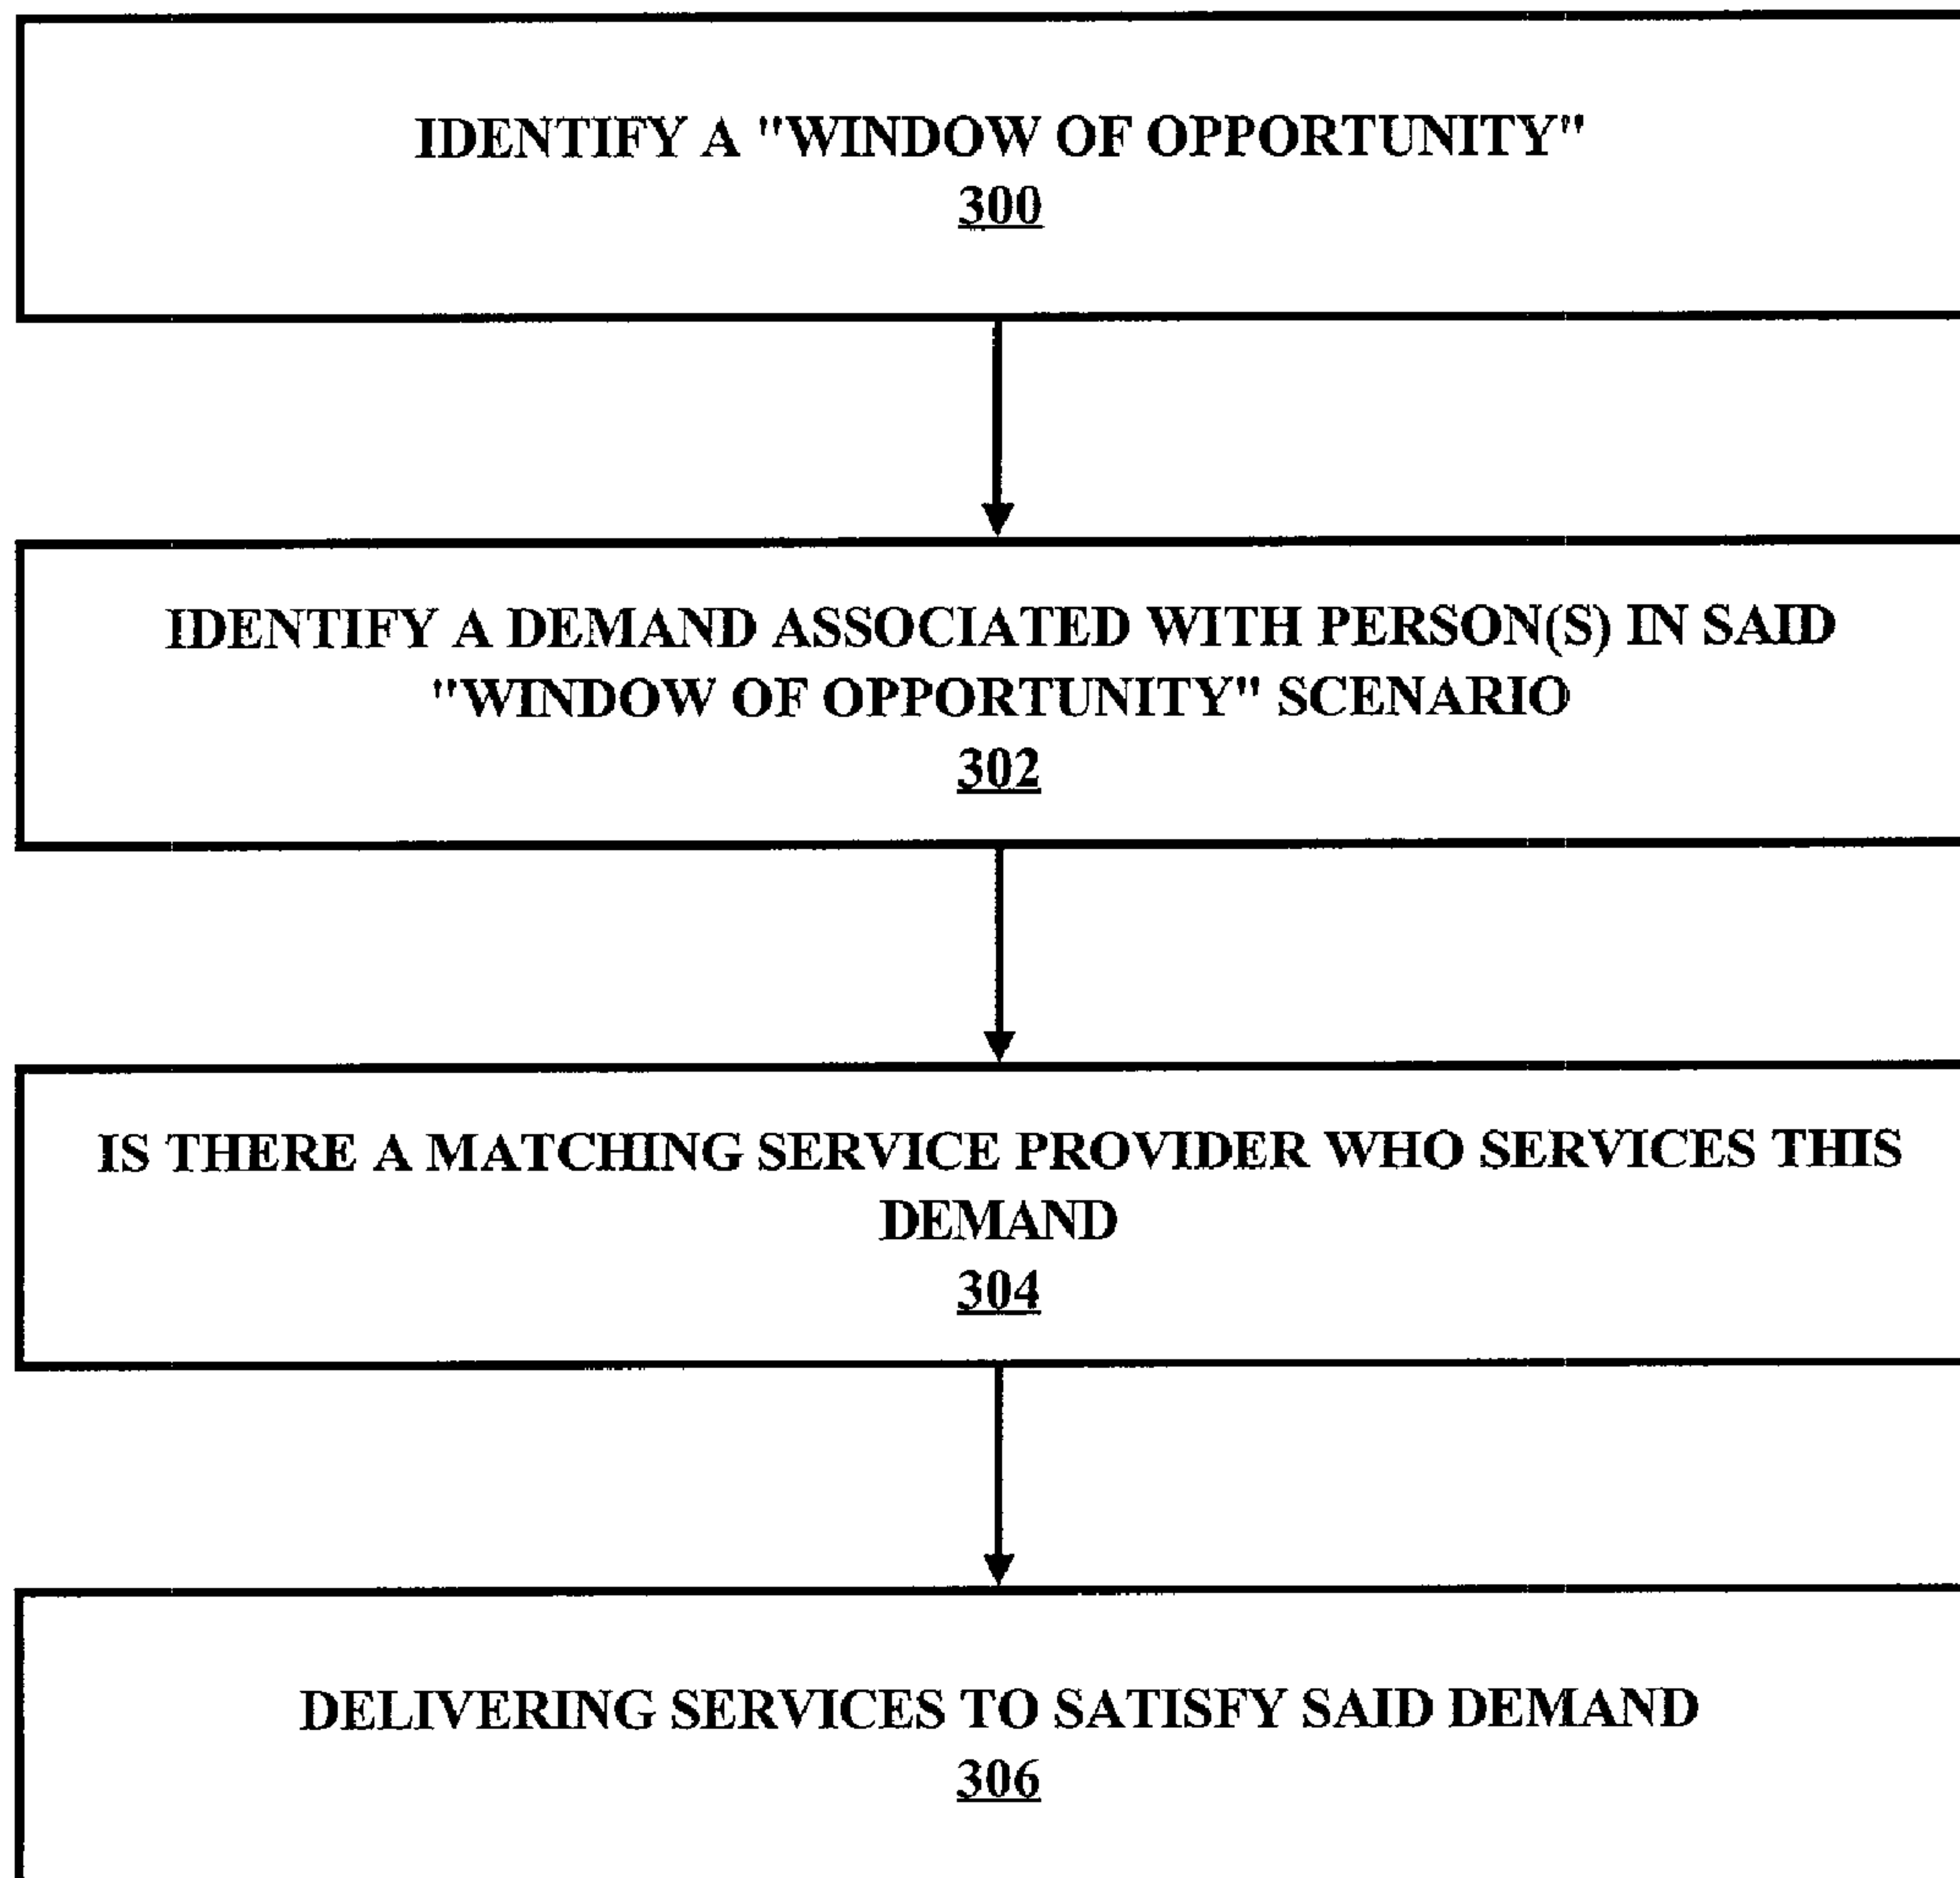 IDENTIFY A "WINDOW OF OPPORTUNITY"
300
IDENTIFY A DEMAND ASSOCIATED WITH PERSON(S) IN SAID
"WINDOW OF OPPORTUNITY" SCENARIO
302
IS THERE A MATCHING SERVICE PROVIDER WHO SERVICES THIS
DEMAND
304
DELIVERING SERVICES TO SATISFY SAID DEMAND
306